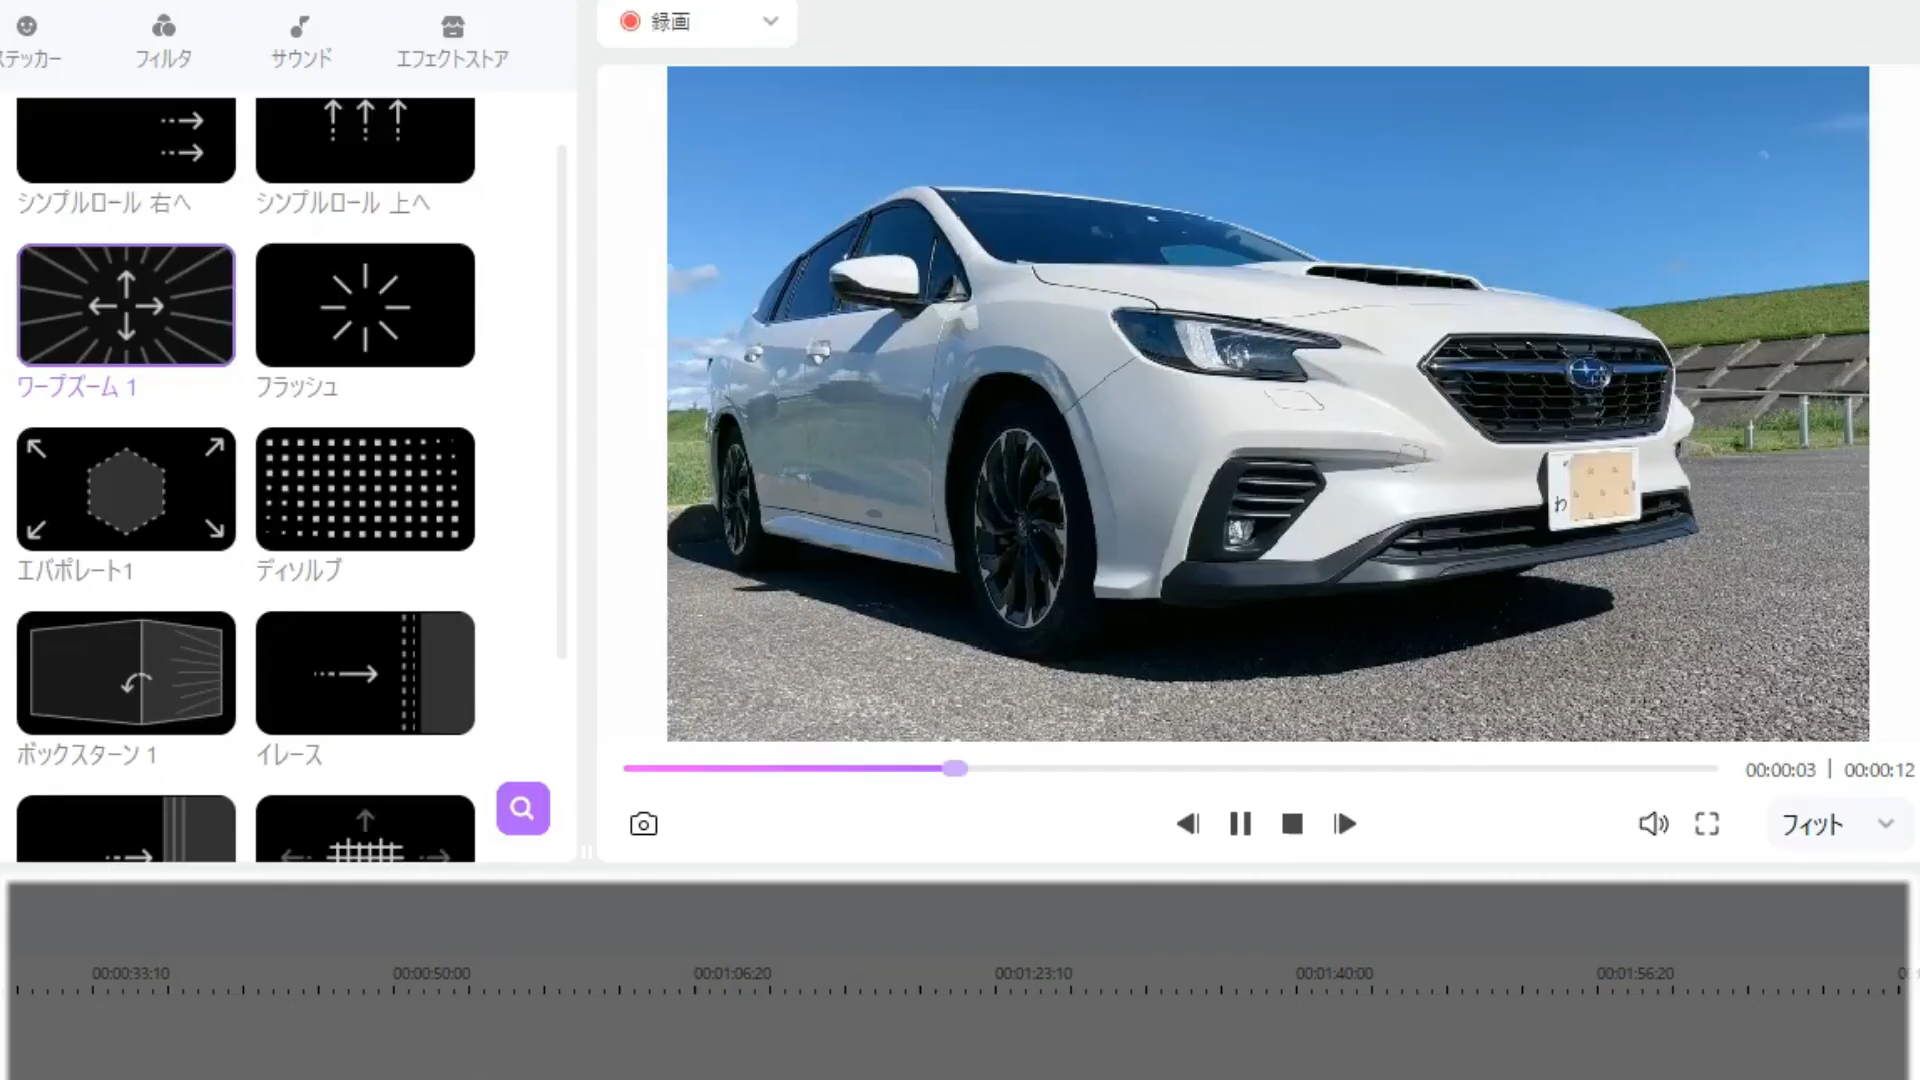 ステッカー
フィルタ
サウンド
エフェクトストア
録画
シンプルロール 右へ
シンプルロール 上へ
ワープズーム 1
フラッシュ
エバポレート1
ディゾルブ
ボックスターン 1
イレース
わ
00:00:03 | 00:00:12
フィット
00:00:33:10
00:00:50:00
00:01:06:20
00:01:23:10
00:01:40:00
00:01:56:20